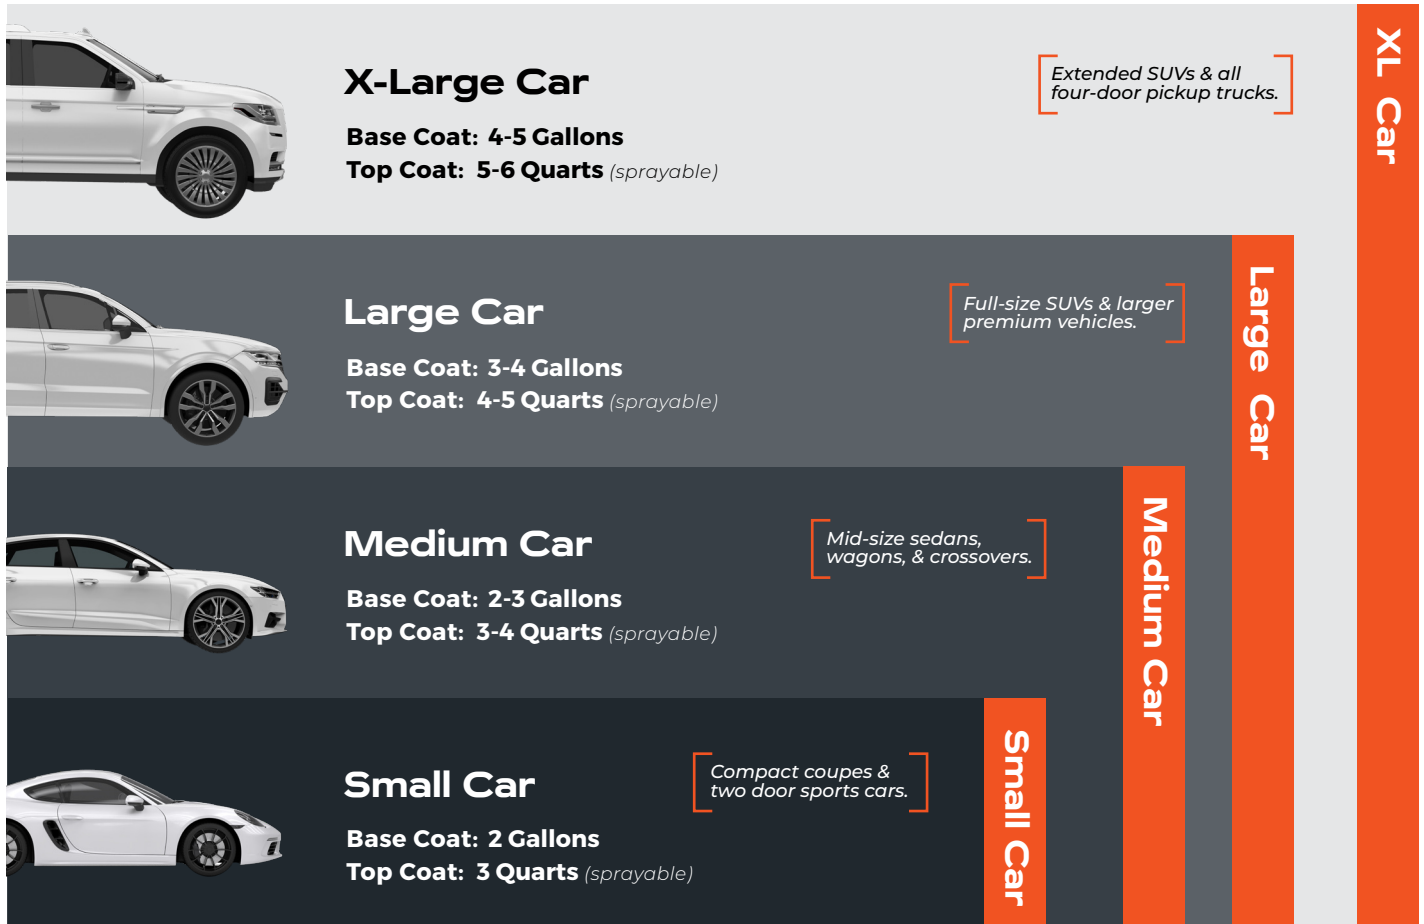 X-Large Car
Base Coat: 4-5 Gallons
Top Coat: 5-6 Quarts (sprayable)
Extended SUVs & all
four-door pickup trucks.
XL Car
Large Car
Base Coat: 3-4 Gallons
Top Coat: 4-5 Quarts (sprayable)
Full-size SUVs & larger
premium vehicles.
Large Car
Medium Car
Base Coat: 2-3 Gallons
Top Coat: 3-4 Quarts (sprayable)
Mid-size sedans,
wagons, & crossovers.
Medium Car
Small Car
Base Coat: 2 Gallons
Top Coat: 3 Quarts (sprayable)
Compact coupes &
two door sports cars.
Small Car